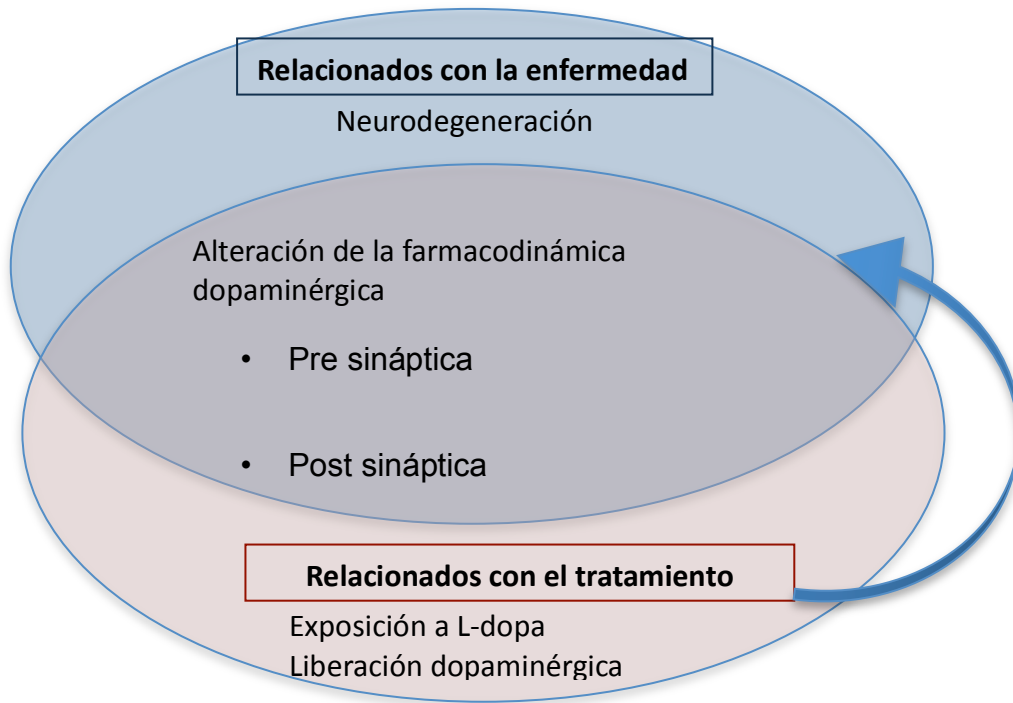 Relacionados con la enfermedad
Neurodegeneración
Alteración de la farmacodinámica
dopaminérgica
• Pre sináptica
• Post sináptica
Relacionados con el tratamiento
Exposición a L-dopa
Liberación dopaminérgica